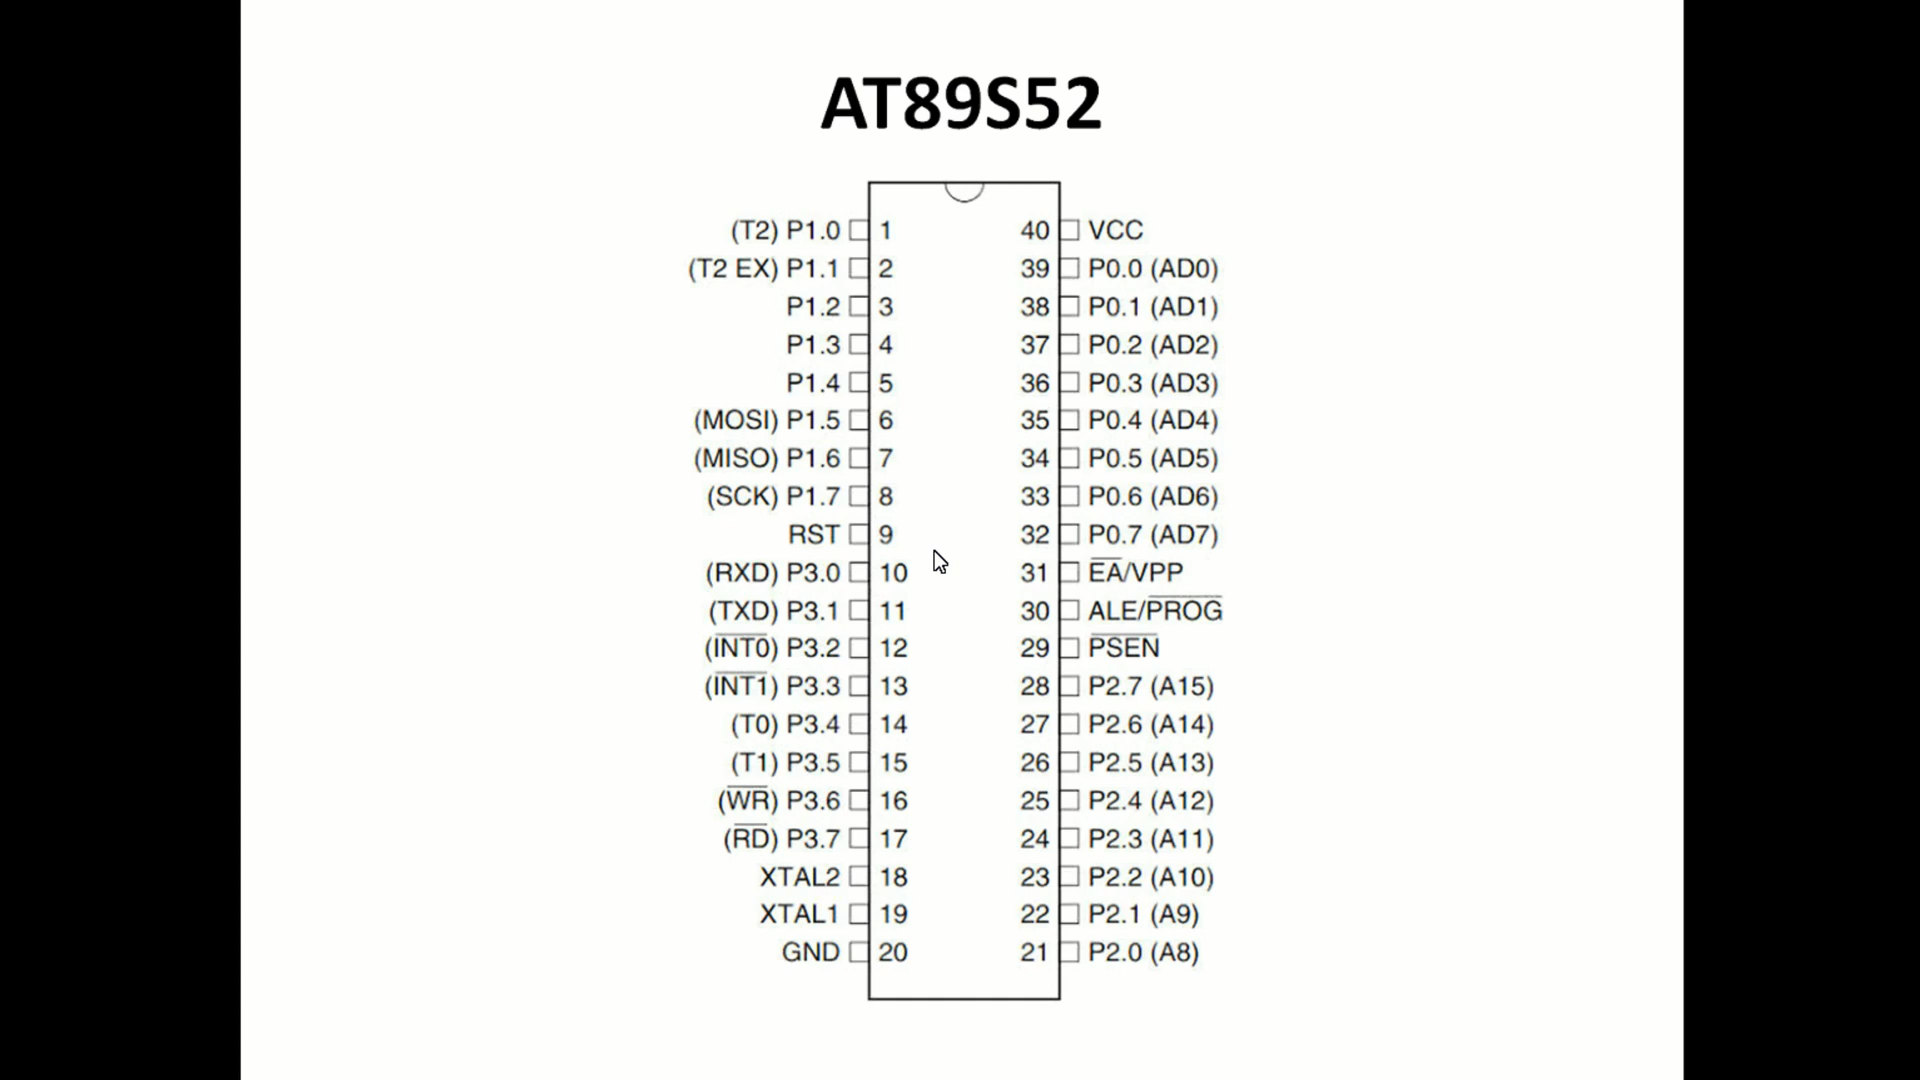 AT89S52
(T2) P1.0 1 40 VCC
(T2 EX) P1.1 2 39 P0.0 (AD0)
P1.2 3 38 P0.1 (AD1)
P1.3 4 37 P0.2 (AD2)
P1.4 5 36 P0.3 (AD3)
(MOSI) P1.5 6 35 P0.4 (AD4)
(MISO) P1.6 7 34 P0.5 (AD5)
(SCK) P1.7 8 33 P0.6 (AD6)
RST 9 32 P0.7 (AD7)
(RXD) P3.0 10 31 E̅A̅/VPP
(TXD) P3.1 11 30 ALE/P̅R̅O̅G̅
(I̅N̅T̅0̅) P3.2 12 29 P̅S̅E̅N̅
(I̅N̅T̅1̅) P3.3 13 28 P2.7 (A15)
(T0) P3.4 14 27 P2.6 (A14)
(T1) P3.5 15 26 P2.5 (A13)
(W̅R̅) P3.6 16 25 P2.4 (A12)
(R̅D̅) P3.7 17 24 P2.3 (A11)
XTAL2 18 23 P2.2 (A10)
XTAL1 19 22 P2.1 (A9)
GND 20 21 P2.0 (A8)